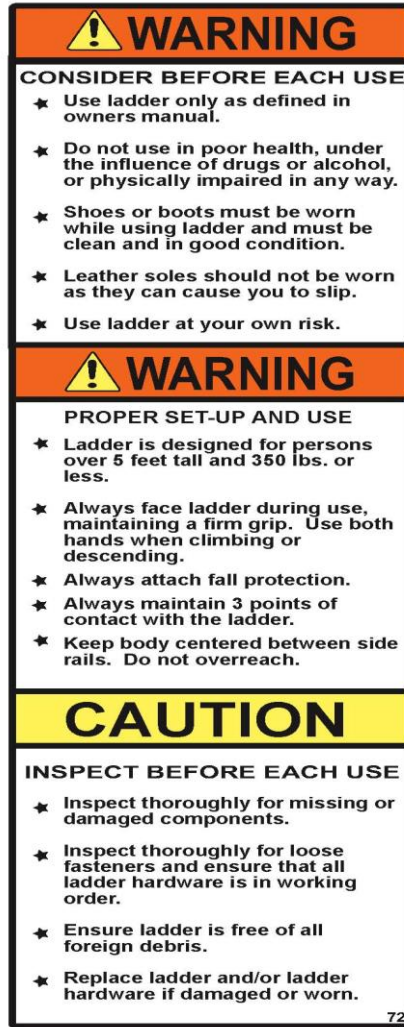 WARNING
CONSIDER BEFORE EACH USE
Use ladder only as defined in
owners manual.
Do not use in poor health, under
the influence of drugs or alcohol,
or physically impaired in any way.
Shoes or boots must be worn
while using ladder and must be
clean and in good condition.
Leather soles should not be worn
as they can cause you to slip.
Use ladder at your own risk.
WARNING
PROPER SET-UP AND USE
Ladder is designed for persons
over 5 feet tall and 350 lbs. or
less.
Always face ladder during use,
maintaining a firm grip. Use both
hands when climbing or
descending.
Always attach fall protection.
Always maintain 3 points of
contact with the ladder.
Keep body centered between side
rails. Do not overreach.
CAUTION
INSPECT BEFORE EACH USE
Inspect thoroughly for missing or
damaged components.
Inspect thoroughly for loose
fasteners and ensure that all
ladder hardware is in working
order.
Ensure ladder is free of all
foreign debris.
Replace ladder and/or ladder
hardware if damaged or worn.
72